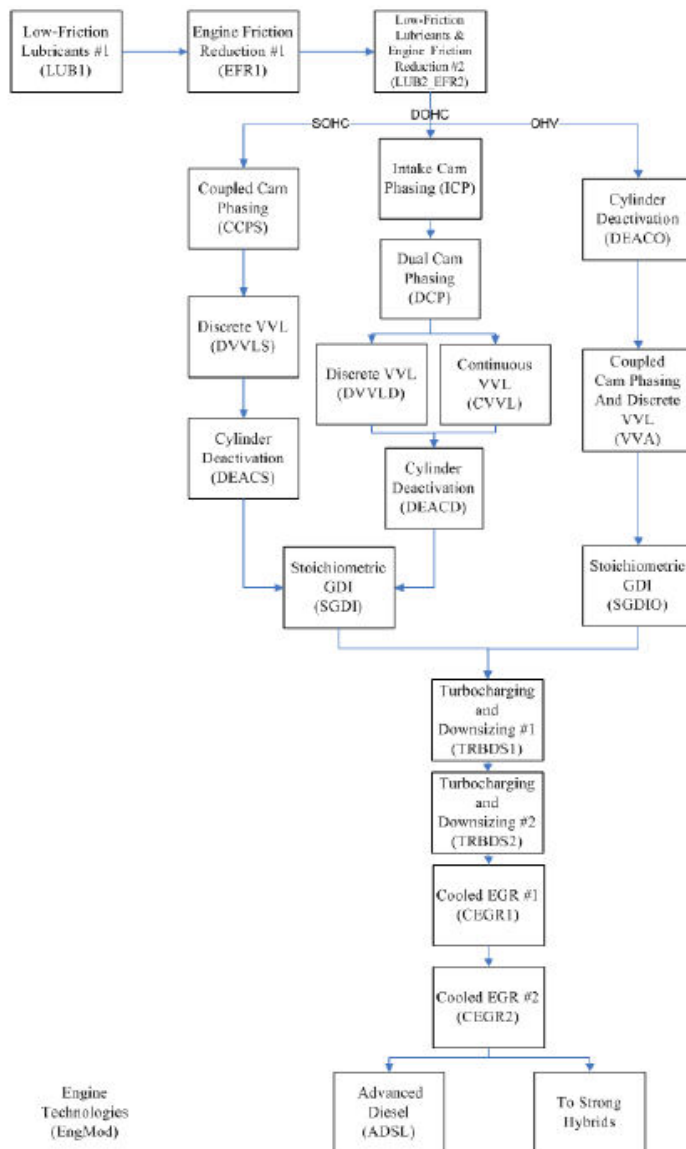 Low-Friction
Lubricants #1
(LUB1)
Engine Friction
Reduction #1
(EFR1)
Low-Friction
Lubricants &
Engine Friction
Reduction #2
(LUB2_EFR2)
SOHC
DOHC
OHV
Coupled Cam
Phasing
(CCPS)
Intake Cam
Phasing (ICP)
Cylinder
Deactivation
(DEACO)
Dual Cam
Phasing
(DCP)
Discrete VVL
(DVVLS)
Discrete VVL
(DVVLD)
Continuous
VVL
(CVVL)
Coupled
Cam Phasing
And Discrete
VVL
(VVA)
Cylinder
Deactivation
(DEACS)
Cylinder
Deactivation
(DEACD)
Stoichiometric
GDI
(SGDI)
Stoichiometric
GDI
(SGDIO)
Turbocharging
and
Downsizing #1
(TRBDS1)
Turbocharging
and
Downsizing #2
(TRBDS2)
Cooled EGR #1
(CEGR1)
Cooled EGR #2
(CEGR2)
Engine
Technologies
(EngMod)
Advanced
Diesel
(ADSL)
To Strong
Hybrids